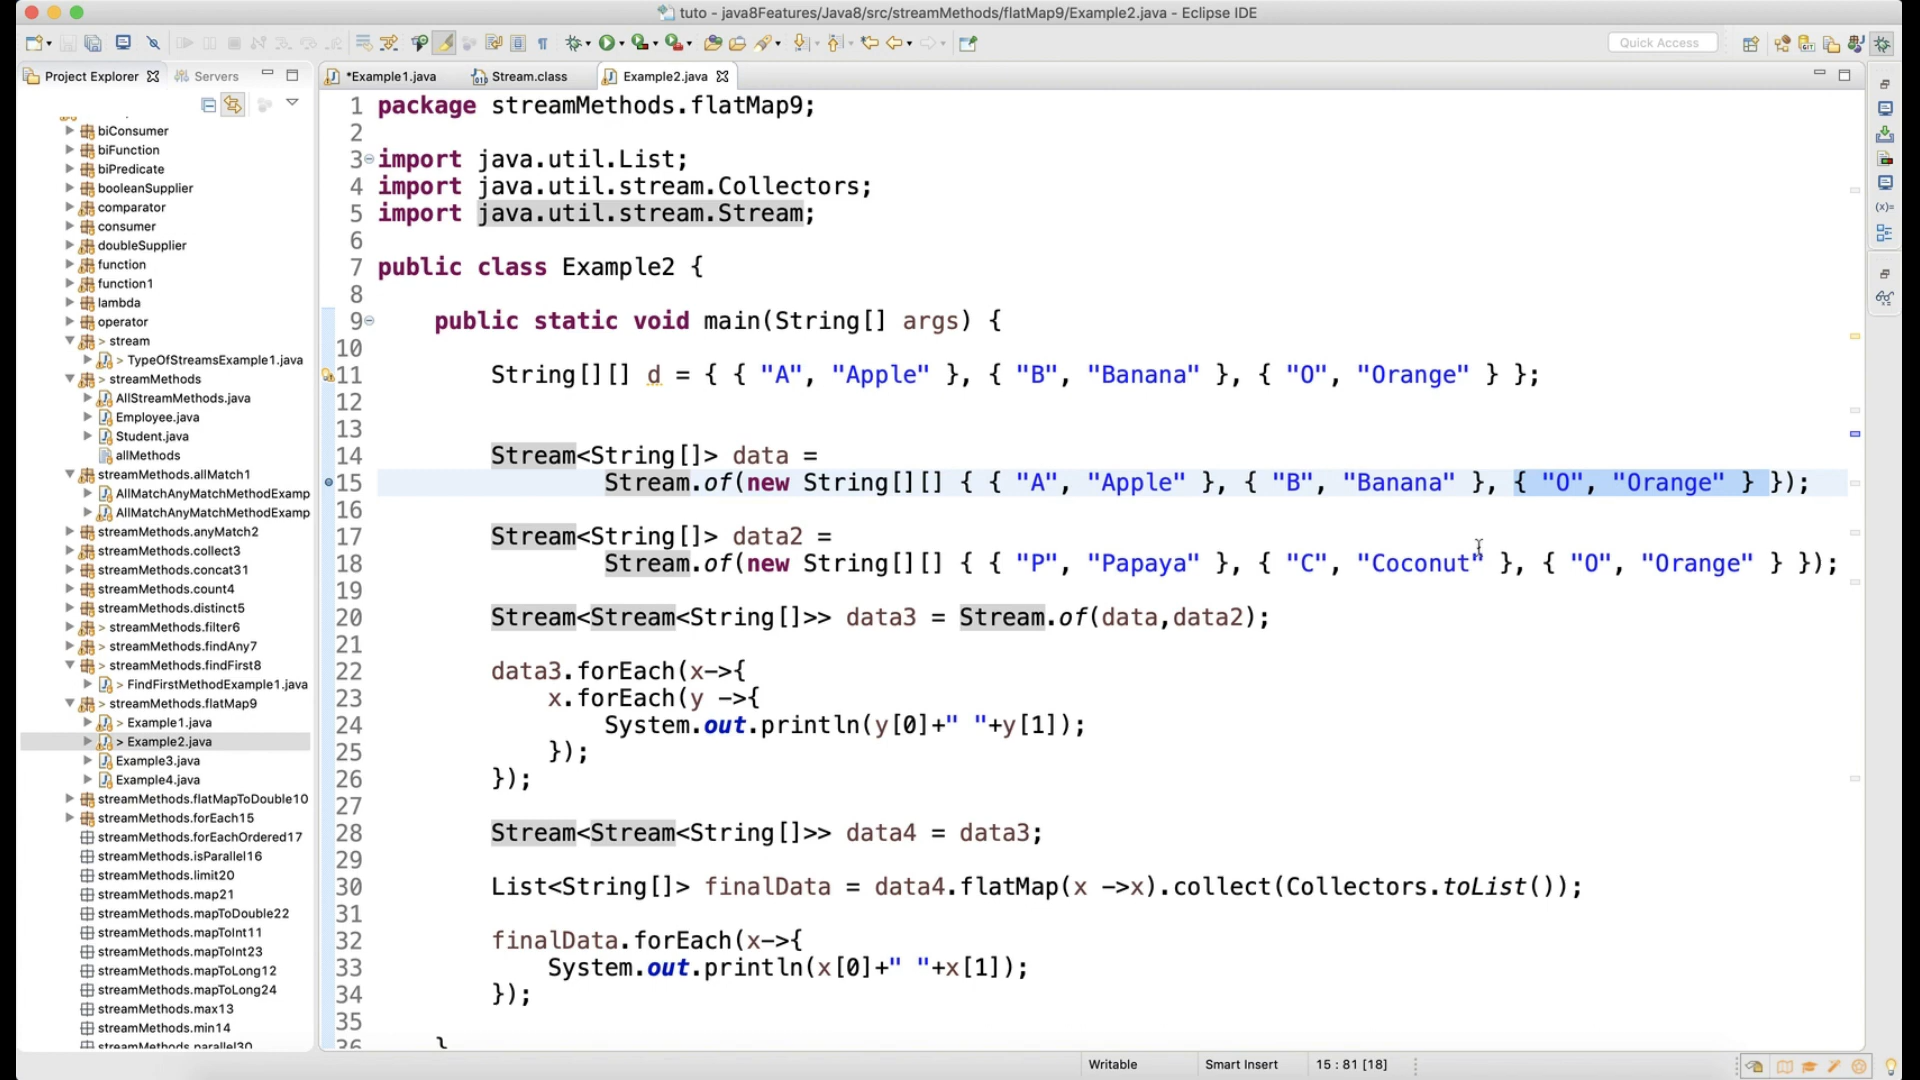 tuto - java8Features/Java8/src/streamMethods/flatMap9/Example2.java - Eclipse IDE
Quick Access
Project Explorer
Servers
*Example1.java
Stream.class
Example2.java
biConsumer
biFunction
biPredicate
booleanSupplier
comparator
consumer
doubleSupplier
function
function1
lambda
operator
> stream
> TypeOfStreamsExample1.java
> streamMethods
AllStreamMethods.java
Employee.java
Student.java
allMethods
streamMethods.allMatch1
AllMatchAnyMatchMethodExamp
AllMatchAnyMatchMethodExamp
streamMethods.anyMatch2
streamMethods.collect3
streamMethods.concat31
streamMethods.count4
streamMethods.distinct5
> streamMethods.filter6
> streamMethods.findAny7
> streamMethods.findFirst8
> FindFirstMethodExample1.java
> streamMethods.flatMap9
> Example1.java
> Example2.java
Example3.java
Example4.java
streamMethods.flatMapToDouble10
streamMethods.forEach15
streamMethods.forEachOrdered17
streamMethods.isParallel16
streamMethods.limit20
streamMethods.map21
streamMethods.mapToDouble22
streamMethods.mapToInt11
streamMethods.mapToInt23
streamMethods.mapToLong12
streamMethods.mapToLong24
streamMethods.max13
streamMethods.min14
streamMethods.parallel30
1 package streamMethods.flatMap9;
2
3 import java.util.List;
4 import java.util.stream.Collectors;
5 import java.util.stream.Stream;
6
7 public class Example2 {
8
9 public static void main(String[] args) {
10
11 String[][] d = { { "A", "Apple" }, { "B", "Banana" }, { "O", "Orange" } };
12
13
14 Stream<String[]> data =
15 Stream.of(new String[][] { { "A", "Apple" }, { "B", "Banana" }, { "O", "Orange" } });
16
17 Stream<String[]> data2 =
18 Stream.of(new String[][] { { "P", "Papaya" }, { "C", "Coconut" }, { "O", "Orange" } });
19
20 Stream<Stream<String[]>> data3 = Stream.of(data,data2);
21
22 data3.forEach(x->{
23 x.forEach(y ->{
24 System.out.println(y[0]+" "+y[1]);
25 });
26 });
27
28 Stream<Stream<String[]>> data4 = data3;
29
30 List<String[]> finalData = data4.flatMap(x ->x).collect(Collectors.toList());
31
32 finalData.forEach(x->{
33 System.out.println(x[0]+" "+x[1]);
34 });
35
36 }
(x)=
Writable
Smart Insert
15 : 81 [18]